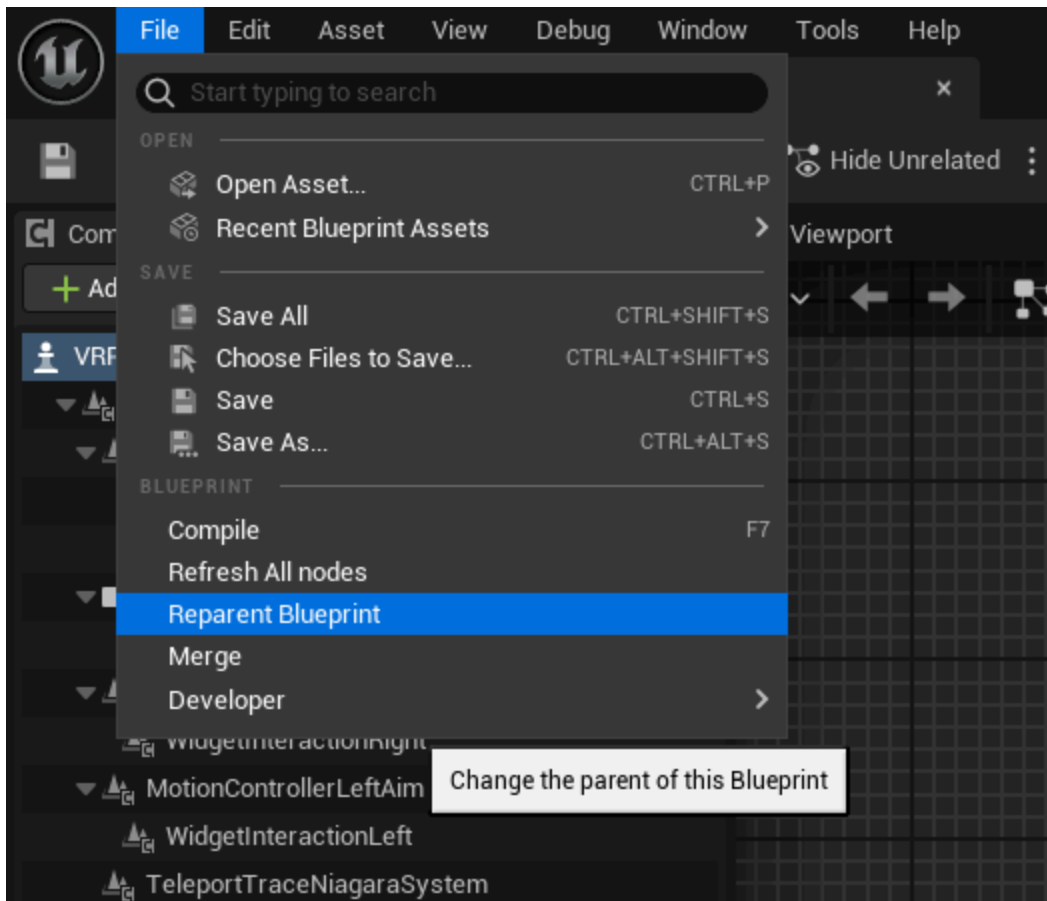 File Edit Asset View Debug Window Tools Help
Start typing to search
OPEN
Hide Unrelated
Open Asset... CTRL+P
Com
Recent Blueprint Assets
Viewport
SAVE
Ad
Save All CTRL+SHIFT+S
VRP
Choose Files to Save... CTRL+ALT+SHIFT+S
Save CTRL+S
Save As... CTRL+ALT+S
BLUEPRINT
Compile F7
Refresh All nodes
Reparent Blueprint
Merge
Developer
WidgetInteractionRight
Change the parent of this Blueprint
MotionControllerLeftAim
WidgetInteractionLeft
TeleportTraceNiagaraSystem